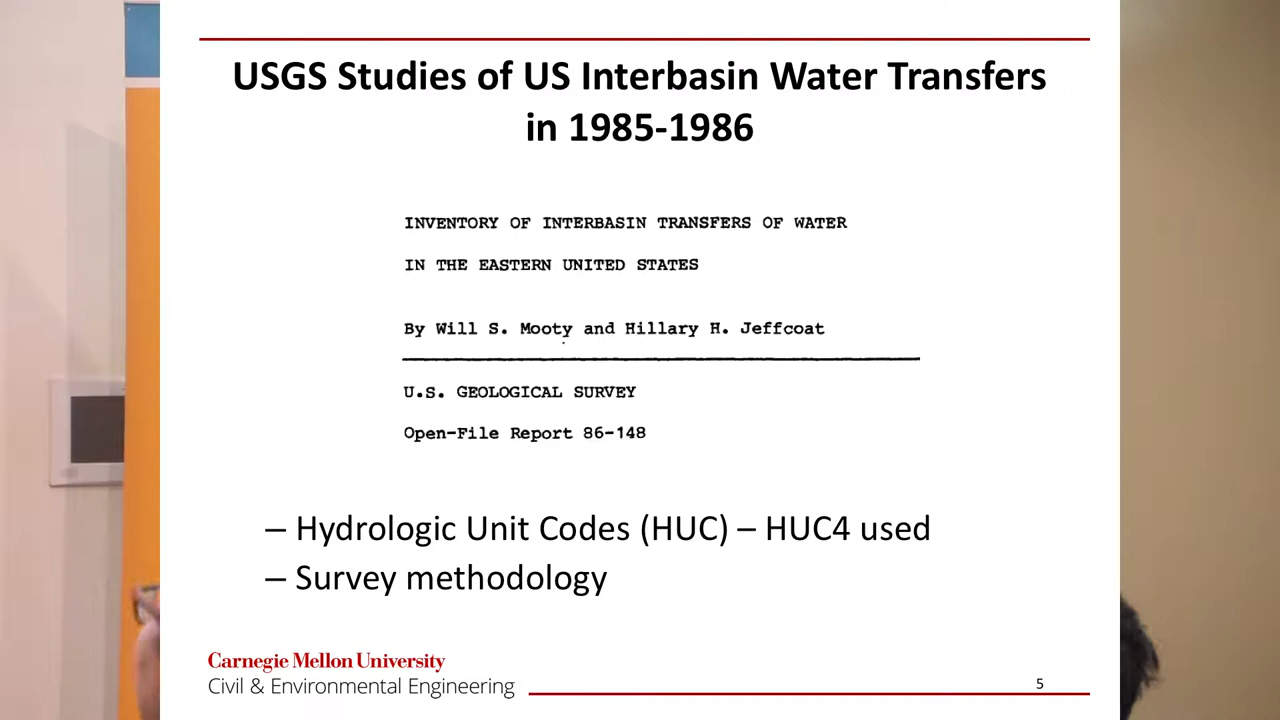 USGS Studies of US Interbasin Water Transfers
in 1985-1986
INVENTORY OF INTERBASIN TRANSFERS OF WATER
IN THE EASTERN UNITED STATES
By Will S. Mooty and Hillary H. Jeffcoat
U.S. GEOLOGICAL SURVEY
Open-File Report 86-148
– Hydrologic Unit Codes (HUC) – HUC4 used
– Survey methodology
Carnegie Mellon University
Civil & Environmental Engineering
5